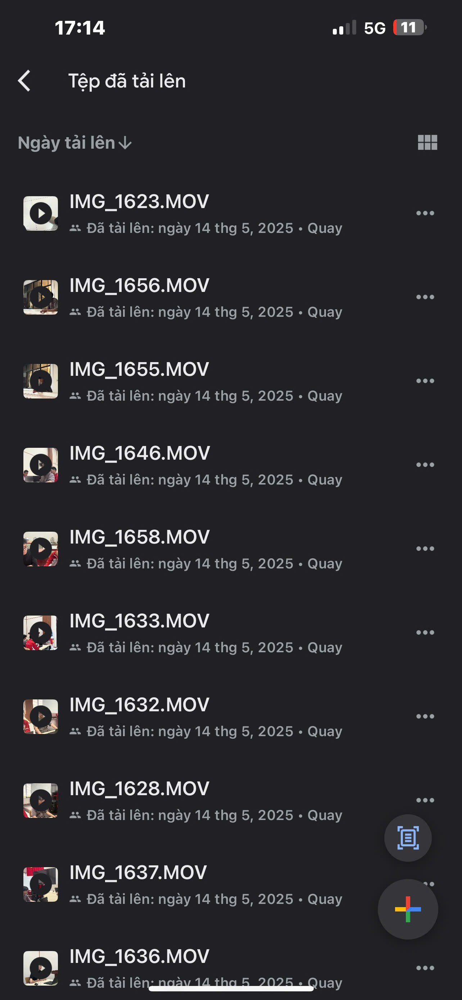 17:14
5G 11
Tệp đã tải lên
Ngày tải lên
IMG_1623.MOV
Đã tải lên: ngày 14 thg 5, 2025 • Quay
IMG_1656.MOV
Đã tải lên: ngày 14 thg 5, 2025 • Quay
IMG_1655.MOV
Đã tải lên: ngày 14 thg 5, 2025 • Quay
IMG_1646.MOV
Đã tải lên: ngày 14 thg 5, 2025 • Quay
IMG_1658.MOV
Đã tải lên: ngày 14 thg 5, 2025 • Quay
IMG_1633.MOV
Đã tải lên: ngày 14 thg 5, 2025 • Quay
IMG_1632.MOV
Đã tải lên: ngày 14 thg 5, 2025 • Quay
IMG_1628.MOV
Đã tải lên: ngày 14 thg 5, 2025 • Quay
IMG_1637.MOV
Đã tải lên: ngày 14 thg 5, 2025 • Quay
IMG_1636.MOV
Đã tải lên: ngày 14 thg 5, 2025 • Quay